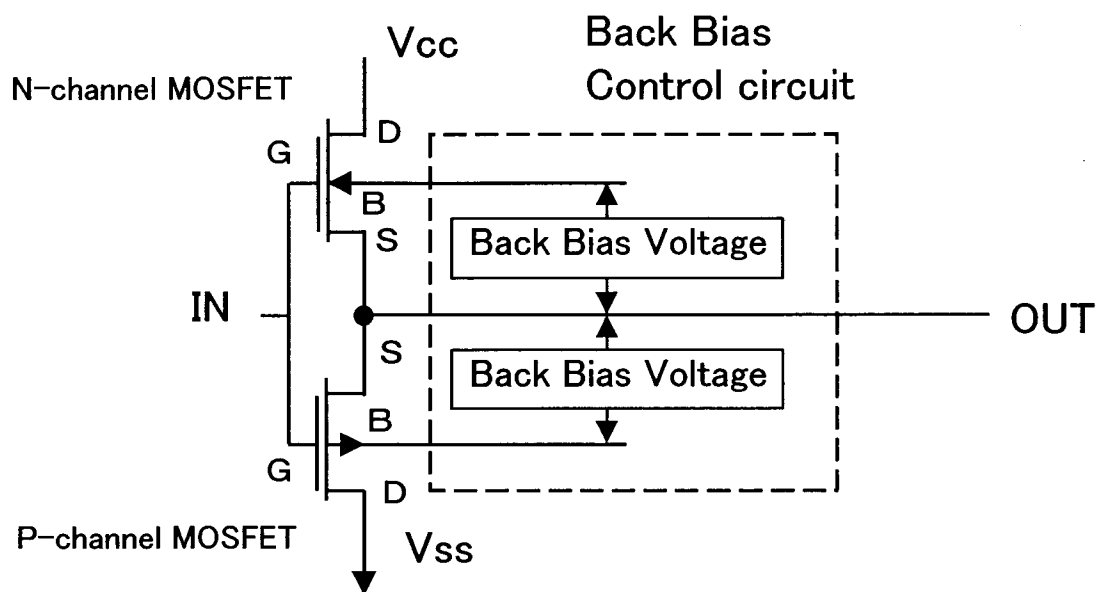 Vcc
Back Bias
Control circuit
N-channel MOSFET
D
G
B
S
Back Bias Voltage
IN
OUT
S
Back Bias Voltage
B
G
D
P-channel MOSFET
Vss